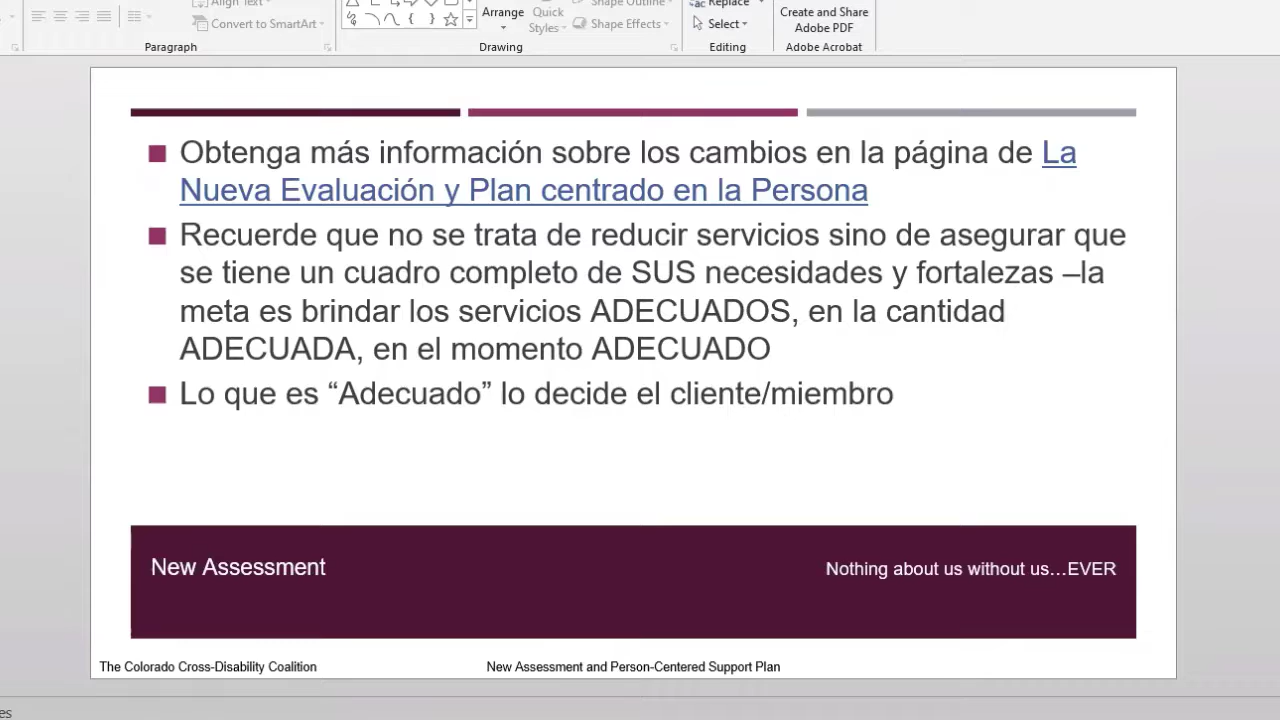 Align Text
Shape Outline
Replace
Convert to SmartArt
Arrange
Quick
Styles
Shape Effects
Select
Create and Share
Adobe PDF
Paragraph
Drawing
Editing
Adobe Acrobat
Obtenga más información sobre los cambios en la página de La
Nueva Evaluación y Plan centrado en la Persona
Recuerde que no se trata de reducir servicios sino de asegurar que
se tiene un cuadro completo de SUS necesidades y fortalezas –la
meta es brindar los servicios ADECUADOS, en la cantidad
ADECUADA, en el momento ADECUADO
Lo que es “Adecuado” lo decide el cliente/miembro
New Assessment
Nothing about us without us…EVER
The Colorado Cross-Disability Coalition
New Assessment and Person-Centered Support Plan